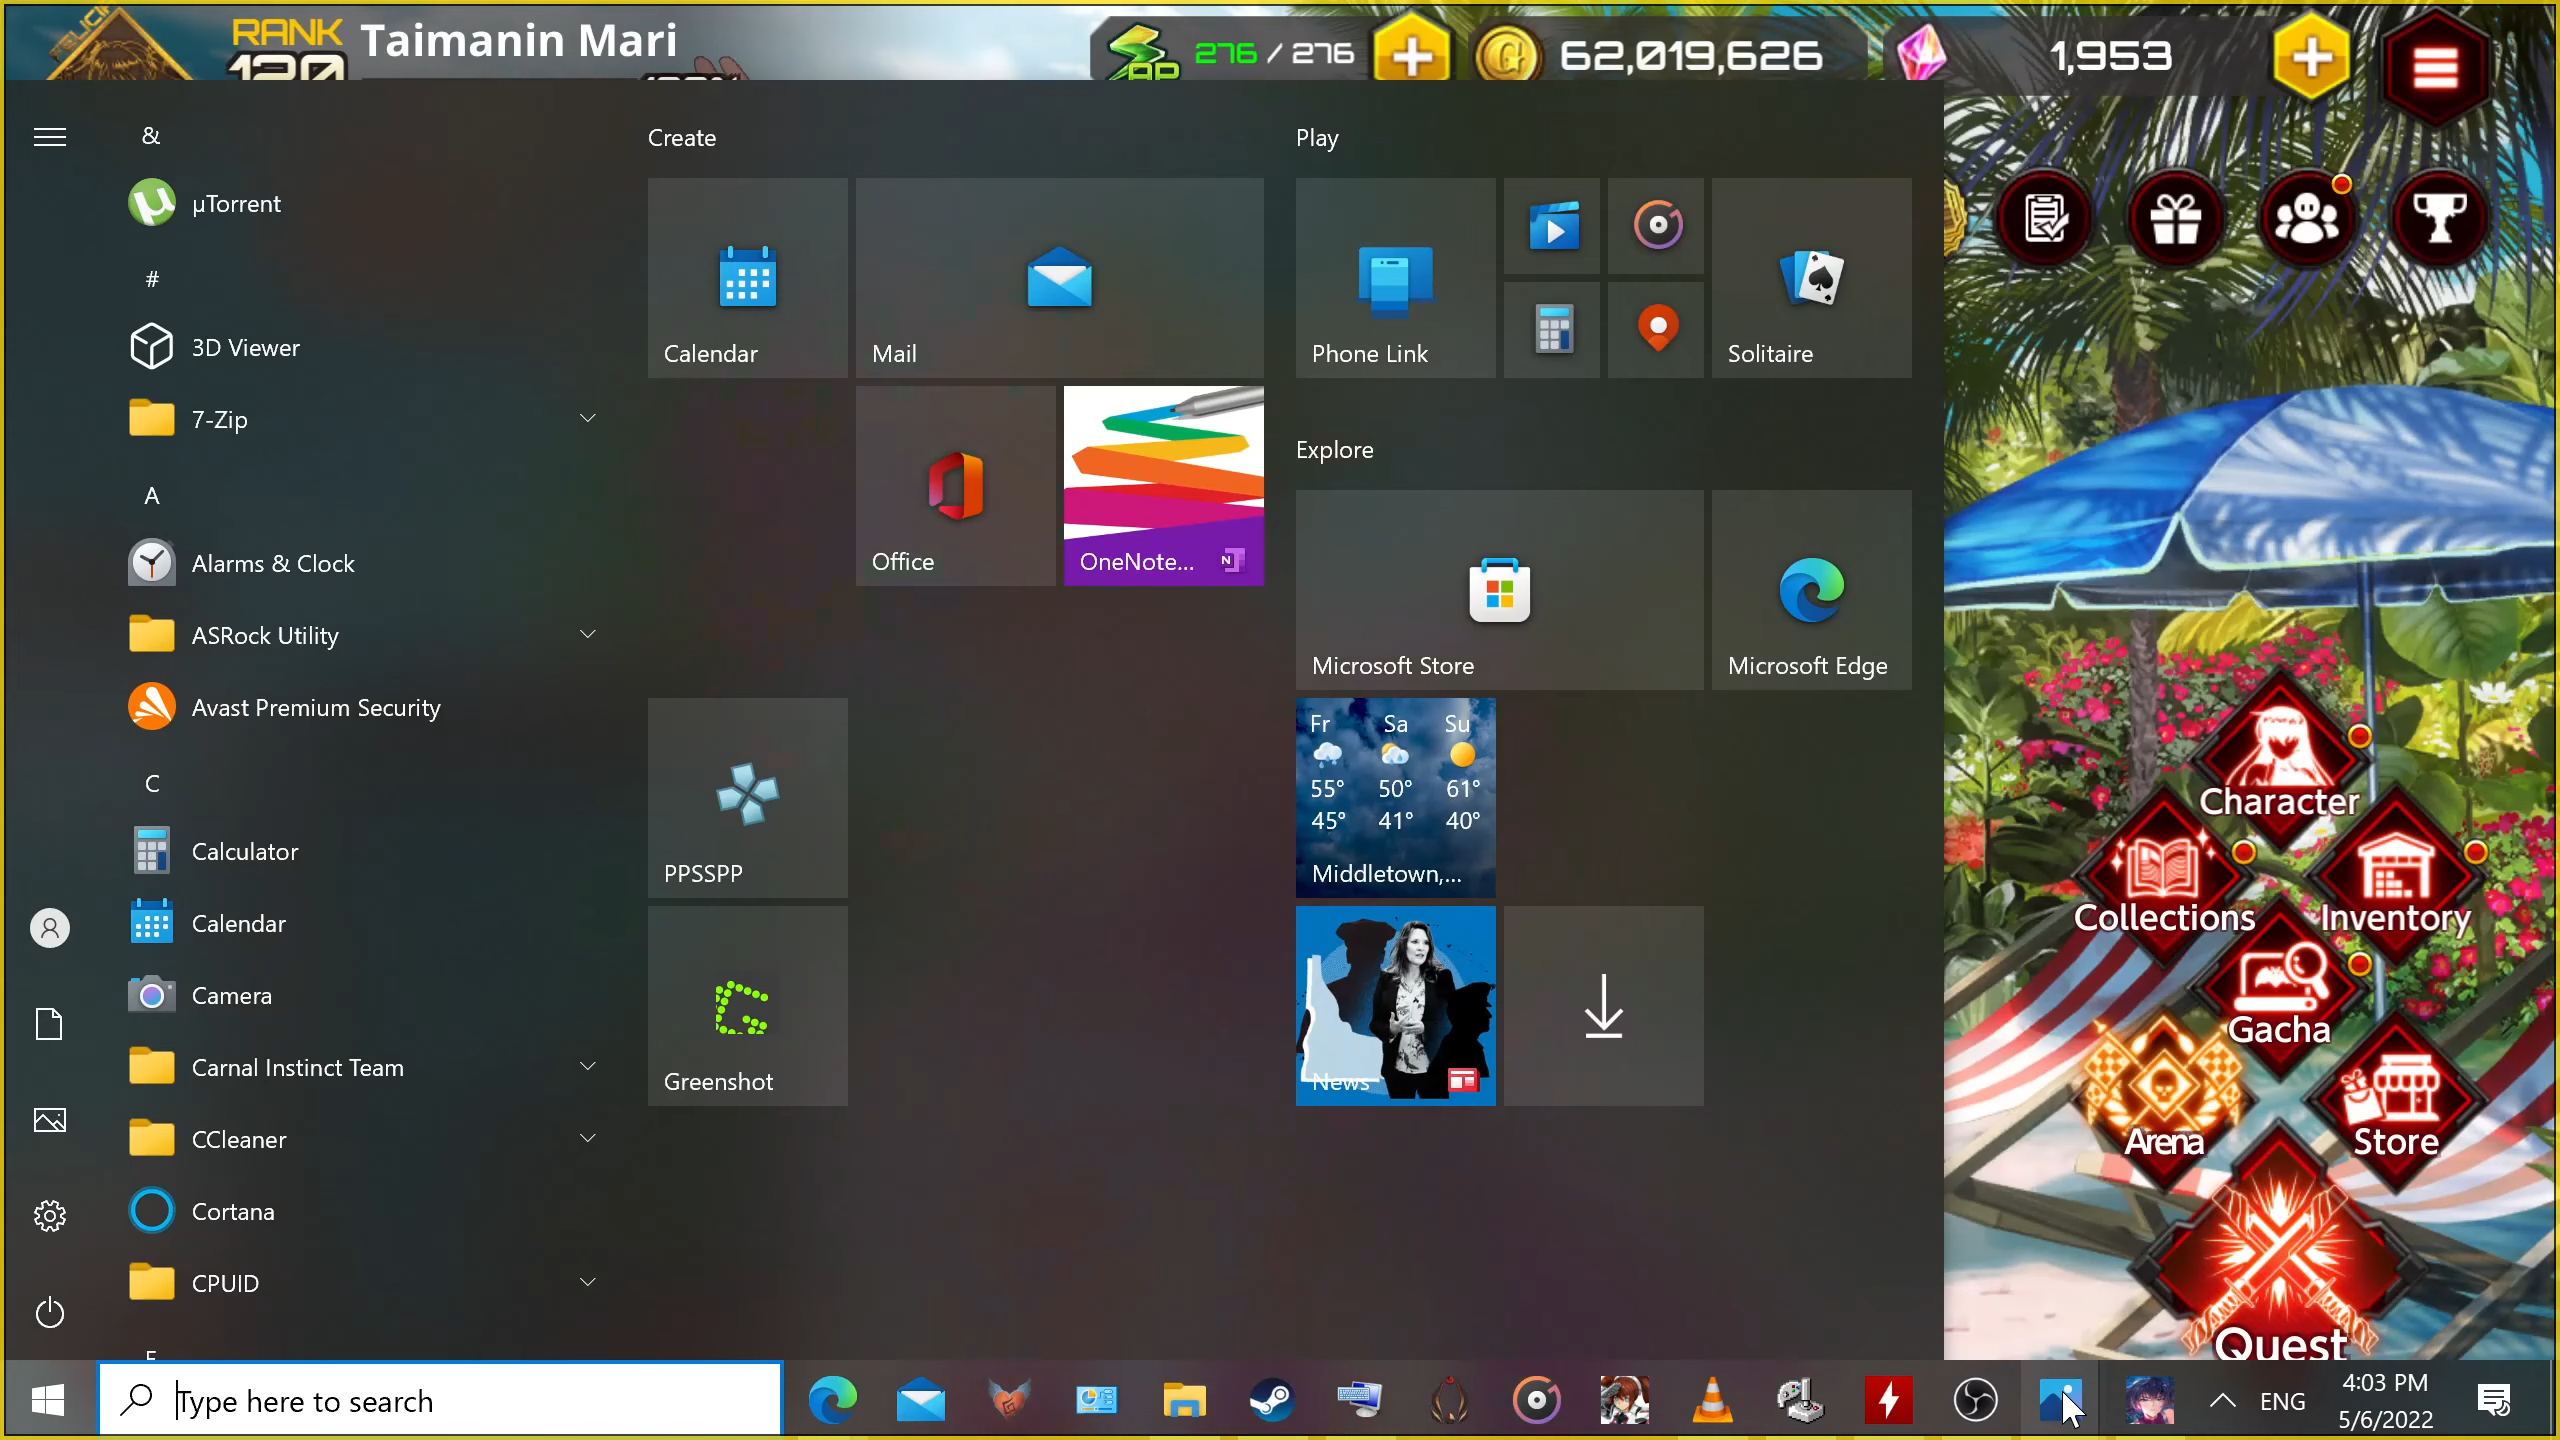 RANK
120
Taimanin Mari
AP
276 / 276
62,019,626
1,953
&
µTorrent
#
3D Viewer
7-Zip
A
Alarms & Clock
ASRock Utility
Avast Premium Security
C
Calculator
Calendar
Camera
Carnal Instinct Team
CCleaner
Cortana
CPUID
Create
Calendar
Mail
Office
OneNote...
PPSSPP
Greenshot
Play
Phone Link
Solitaire
Explore
Microsoft Store
Microsoft Edge
Fr Sa Su
55° 50° 61°
45° 41° 40°
Middletown,...
News
Character
Collections
Inventory
Gacha
Arena
Store
Quest
Type here to search
ENG
4:03 PM
5/6/2022